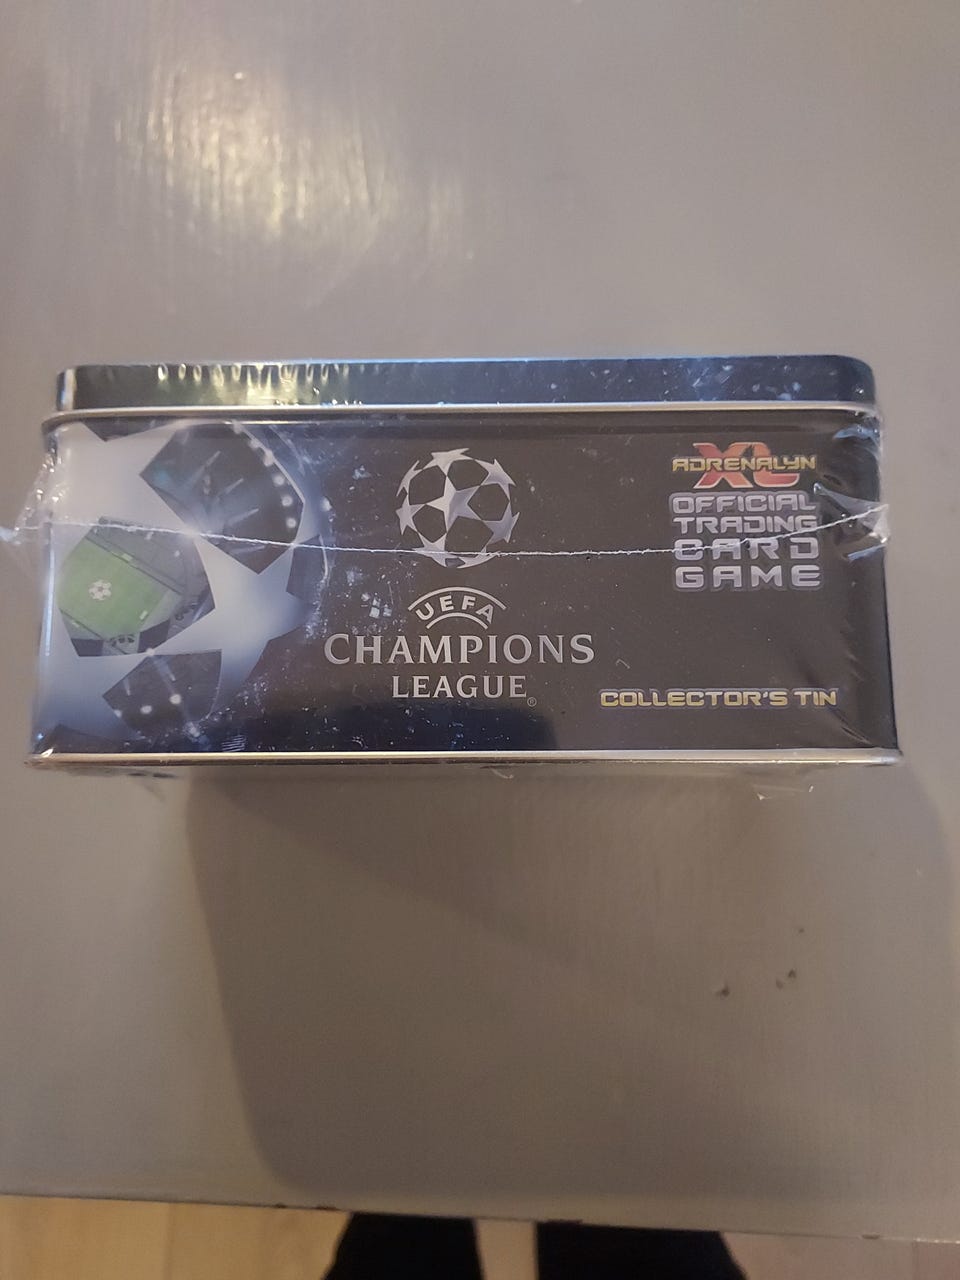 ADRENALYN
XL
OFFICIAL
TRADING
CARD
GAME
UEFA
CHAMPIONS
LEAGUE®
COLLECTOR'S TIN